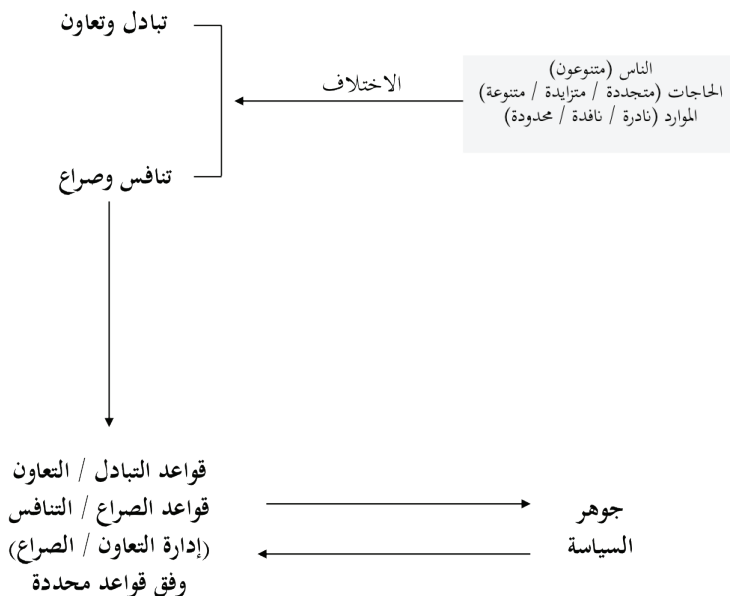 تبادل وتعاون
الناس (متنوعون)
الحاجات (متجددة / متزايدة / متنوعة)
الموارد (نادرة / نافدة / محدودة)
الاختلاف
تنافس وصراع
قواعد التبادل / التعاون
قواعد الصراع / التنافس
(إدارة التعاون / الصراع)
وفق قواعد محددة
جوهر
السياسة